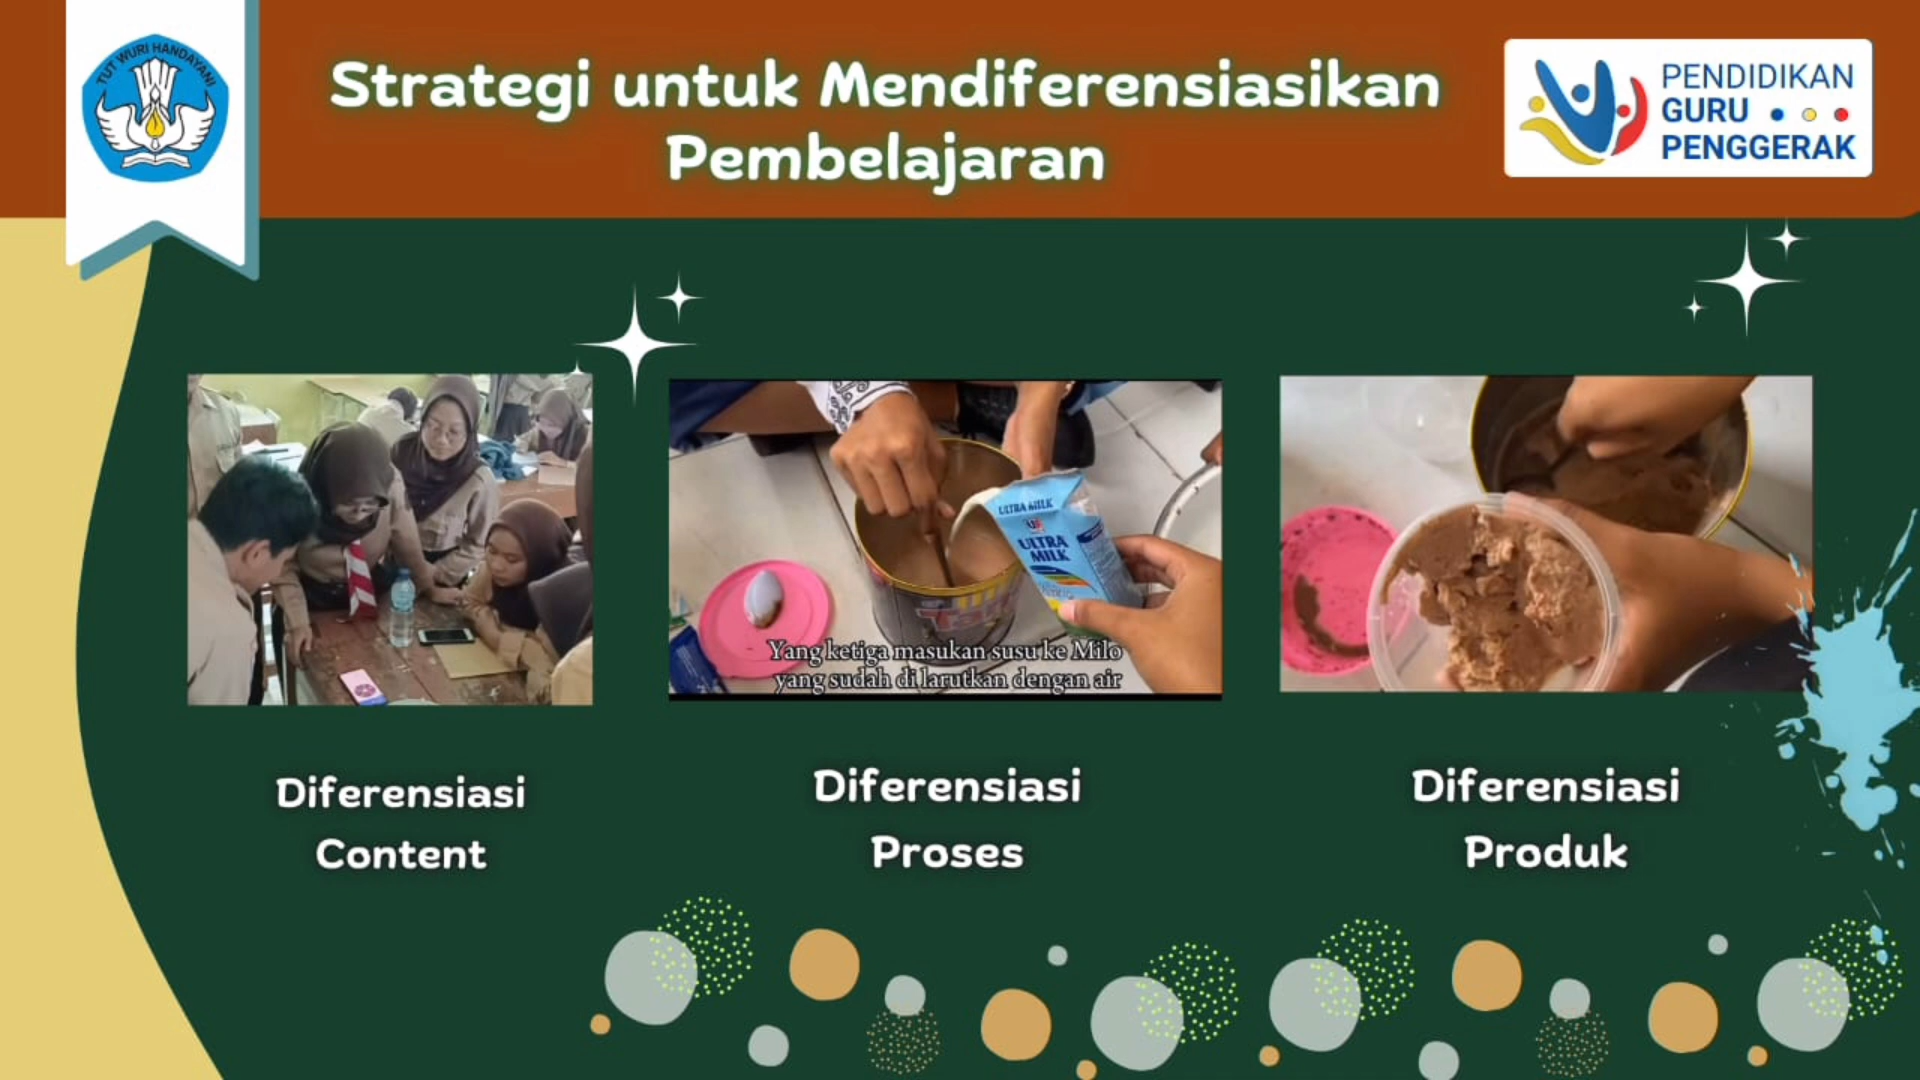 TUT WURI HANDAYANI
Strategi untuk Mendiferensiasikan
Pembelajaran
PENDIDIKAN
GURU
PENGGERAK
ULTRA MILK
ULTRA
MILK
Yang ketiga masukan susu ke Milo
yang sudah di larutkan dengan air
Diferensiasi
Content
Diferensiasi
Proses
Diferensiasi
Produk